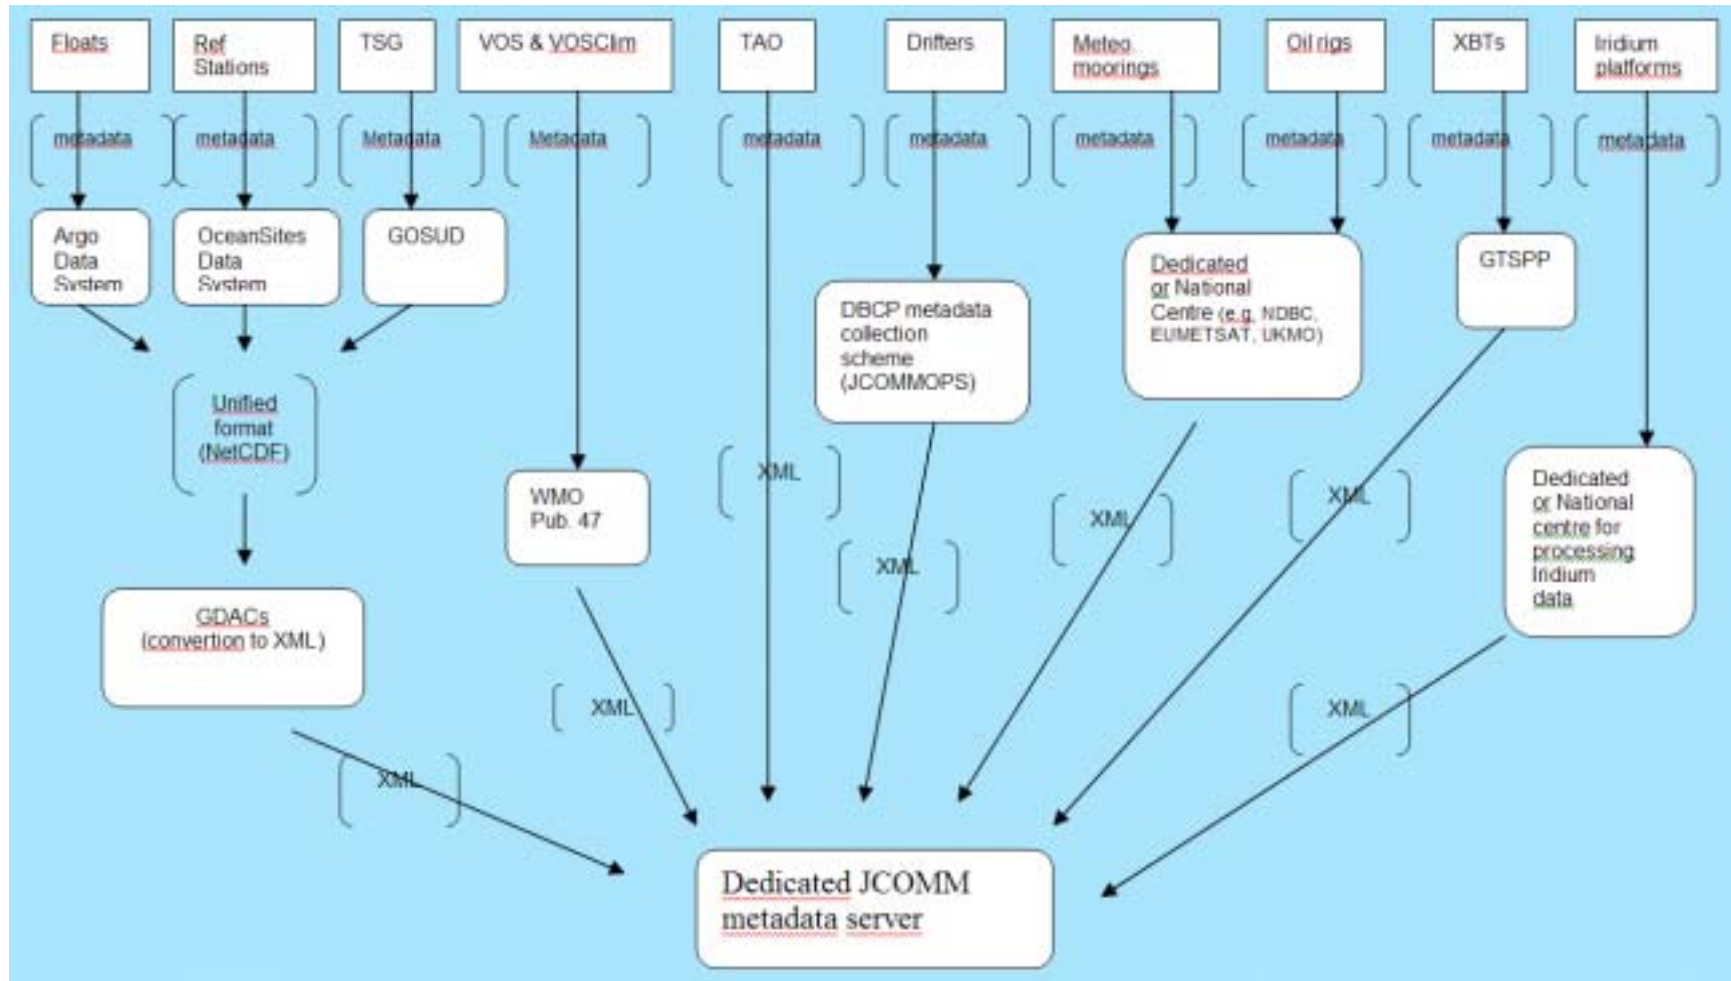 Floats
Ref
Stations
TSG
VOS & VOSClim
TAO
Drifters
Meteo
moorings
Oil rigs
XBTs
Iridium
platforms
metadata
metadata
Metadata
Metadata
metadata
metadata
metadata
metadata
metadata
metadata
Argo
Data
System
OceanSites
Data
System
GOSUD
DBCP metadata
collection
scheme
(JCOMMOPS)
Dedicated
or National
Centre (e.g. NDBC,
EUMETSAT, UKMO)
GTSPP
Unified
format
(NetCDF)
WMO
Pub. 47
XML
XML
XML
XML
Dedicated
or National
centre for
processing
Iridium
data
GDACs
(convertion to XML)
XML
XML
XML
Dedicated JCOMM
metadata server